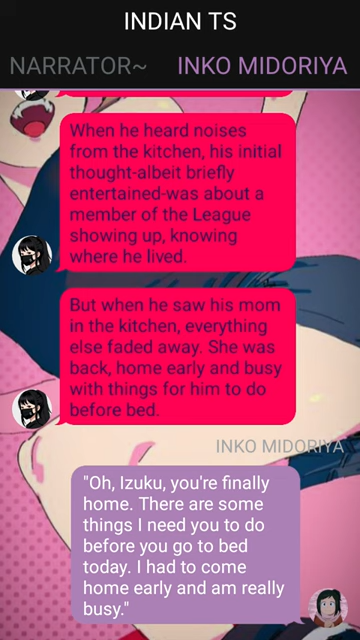 INDIAN TS
NARRATOR~ INKO MIDORIYA
When he heard noises
from the kitchen, his initial
thought-albeit briefly
entertained-was about a
member of the League
showing up, knowing
where he lived.
But when he saw his mom
in the kitchen, everything
else faded away. She was
back, home early and busy
with things for him to do
before bed.
INKO MIDORIYA
"Oh, Izuku, you're finally
home. There are some
things I need you to do
before you go to bed
today. I had to come
home early and am really
busy."